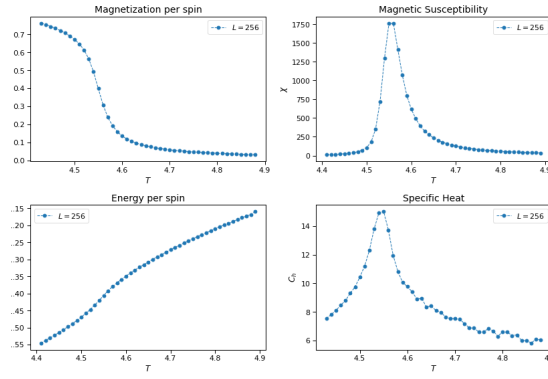 Magnetization per spin
0.7
0.6
0.5
0.4
0.3
0.2
0.1
0.0
L = 256
4.5 4.6 4.7 4.8 4.9
T
Magnetic Susceptibility
1750
1500
1250
1000
750
500
250
0
χ
L = 256
4.4 4.5 4.6 4.7 4.8 4.9
T
Energy per spin
.15
.20
.25
.30
.35
.40
.45
.50
.55
L = 256
4.4 4.5 4.6 4.7 4.8 4.9
T
Specific Heat
14
12
10
8
6
C_h
L = 256
4.4 4.5 4.6 4.7 4.8 4.9
T